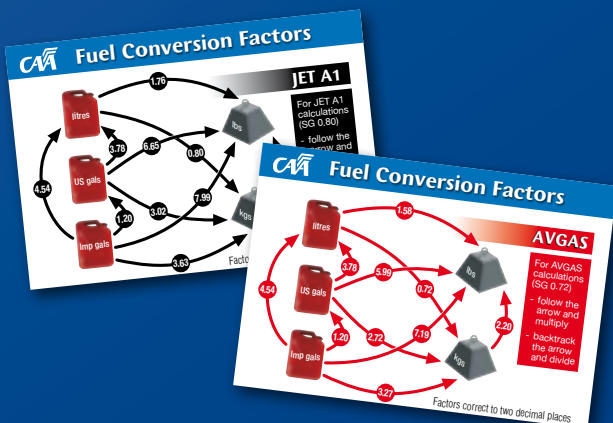 CAA Fuel Conversion Factors
JET A1
For JET A1
calculations
(SG 0.80)
- follow the
arrow and
litres
US gals
Imp gals
lbs
kgs
1.76
3.78
6.65
0.80
4.54
1.20
3.02
7.99
3.63
CAA Fuel Conversion Factors
AVGAS
For AVGAS
calculations
(SG 0.72)
- follow the
arrow and
multiply
- backtrack
the arrow
and divide
litres
US gals
Imp gals
lbs
kgs
1.58
3.78
5.99
0.72
4.54
1.20
2.72
7.19
2.20
3.27
Factors correct to two decimal places